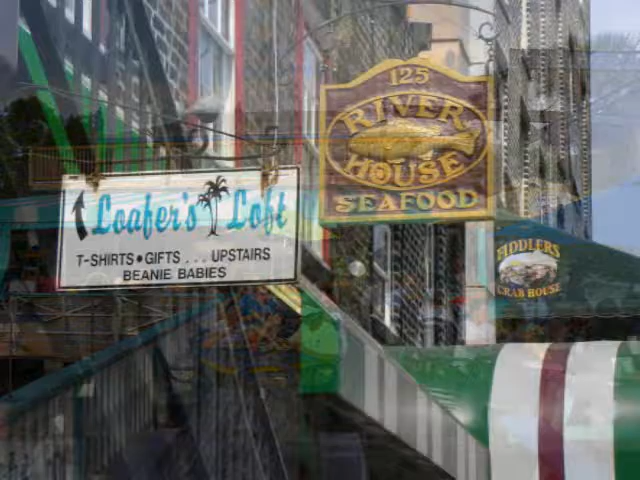 125
RIVER
HOUSE
SEAFOOD
Loafer's Loft
T-SHIRTS • GIFTS . . . UPSTAIRS
BEANIE BABIES
FIDDLERS
CRAB HOUSE